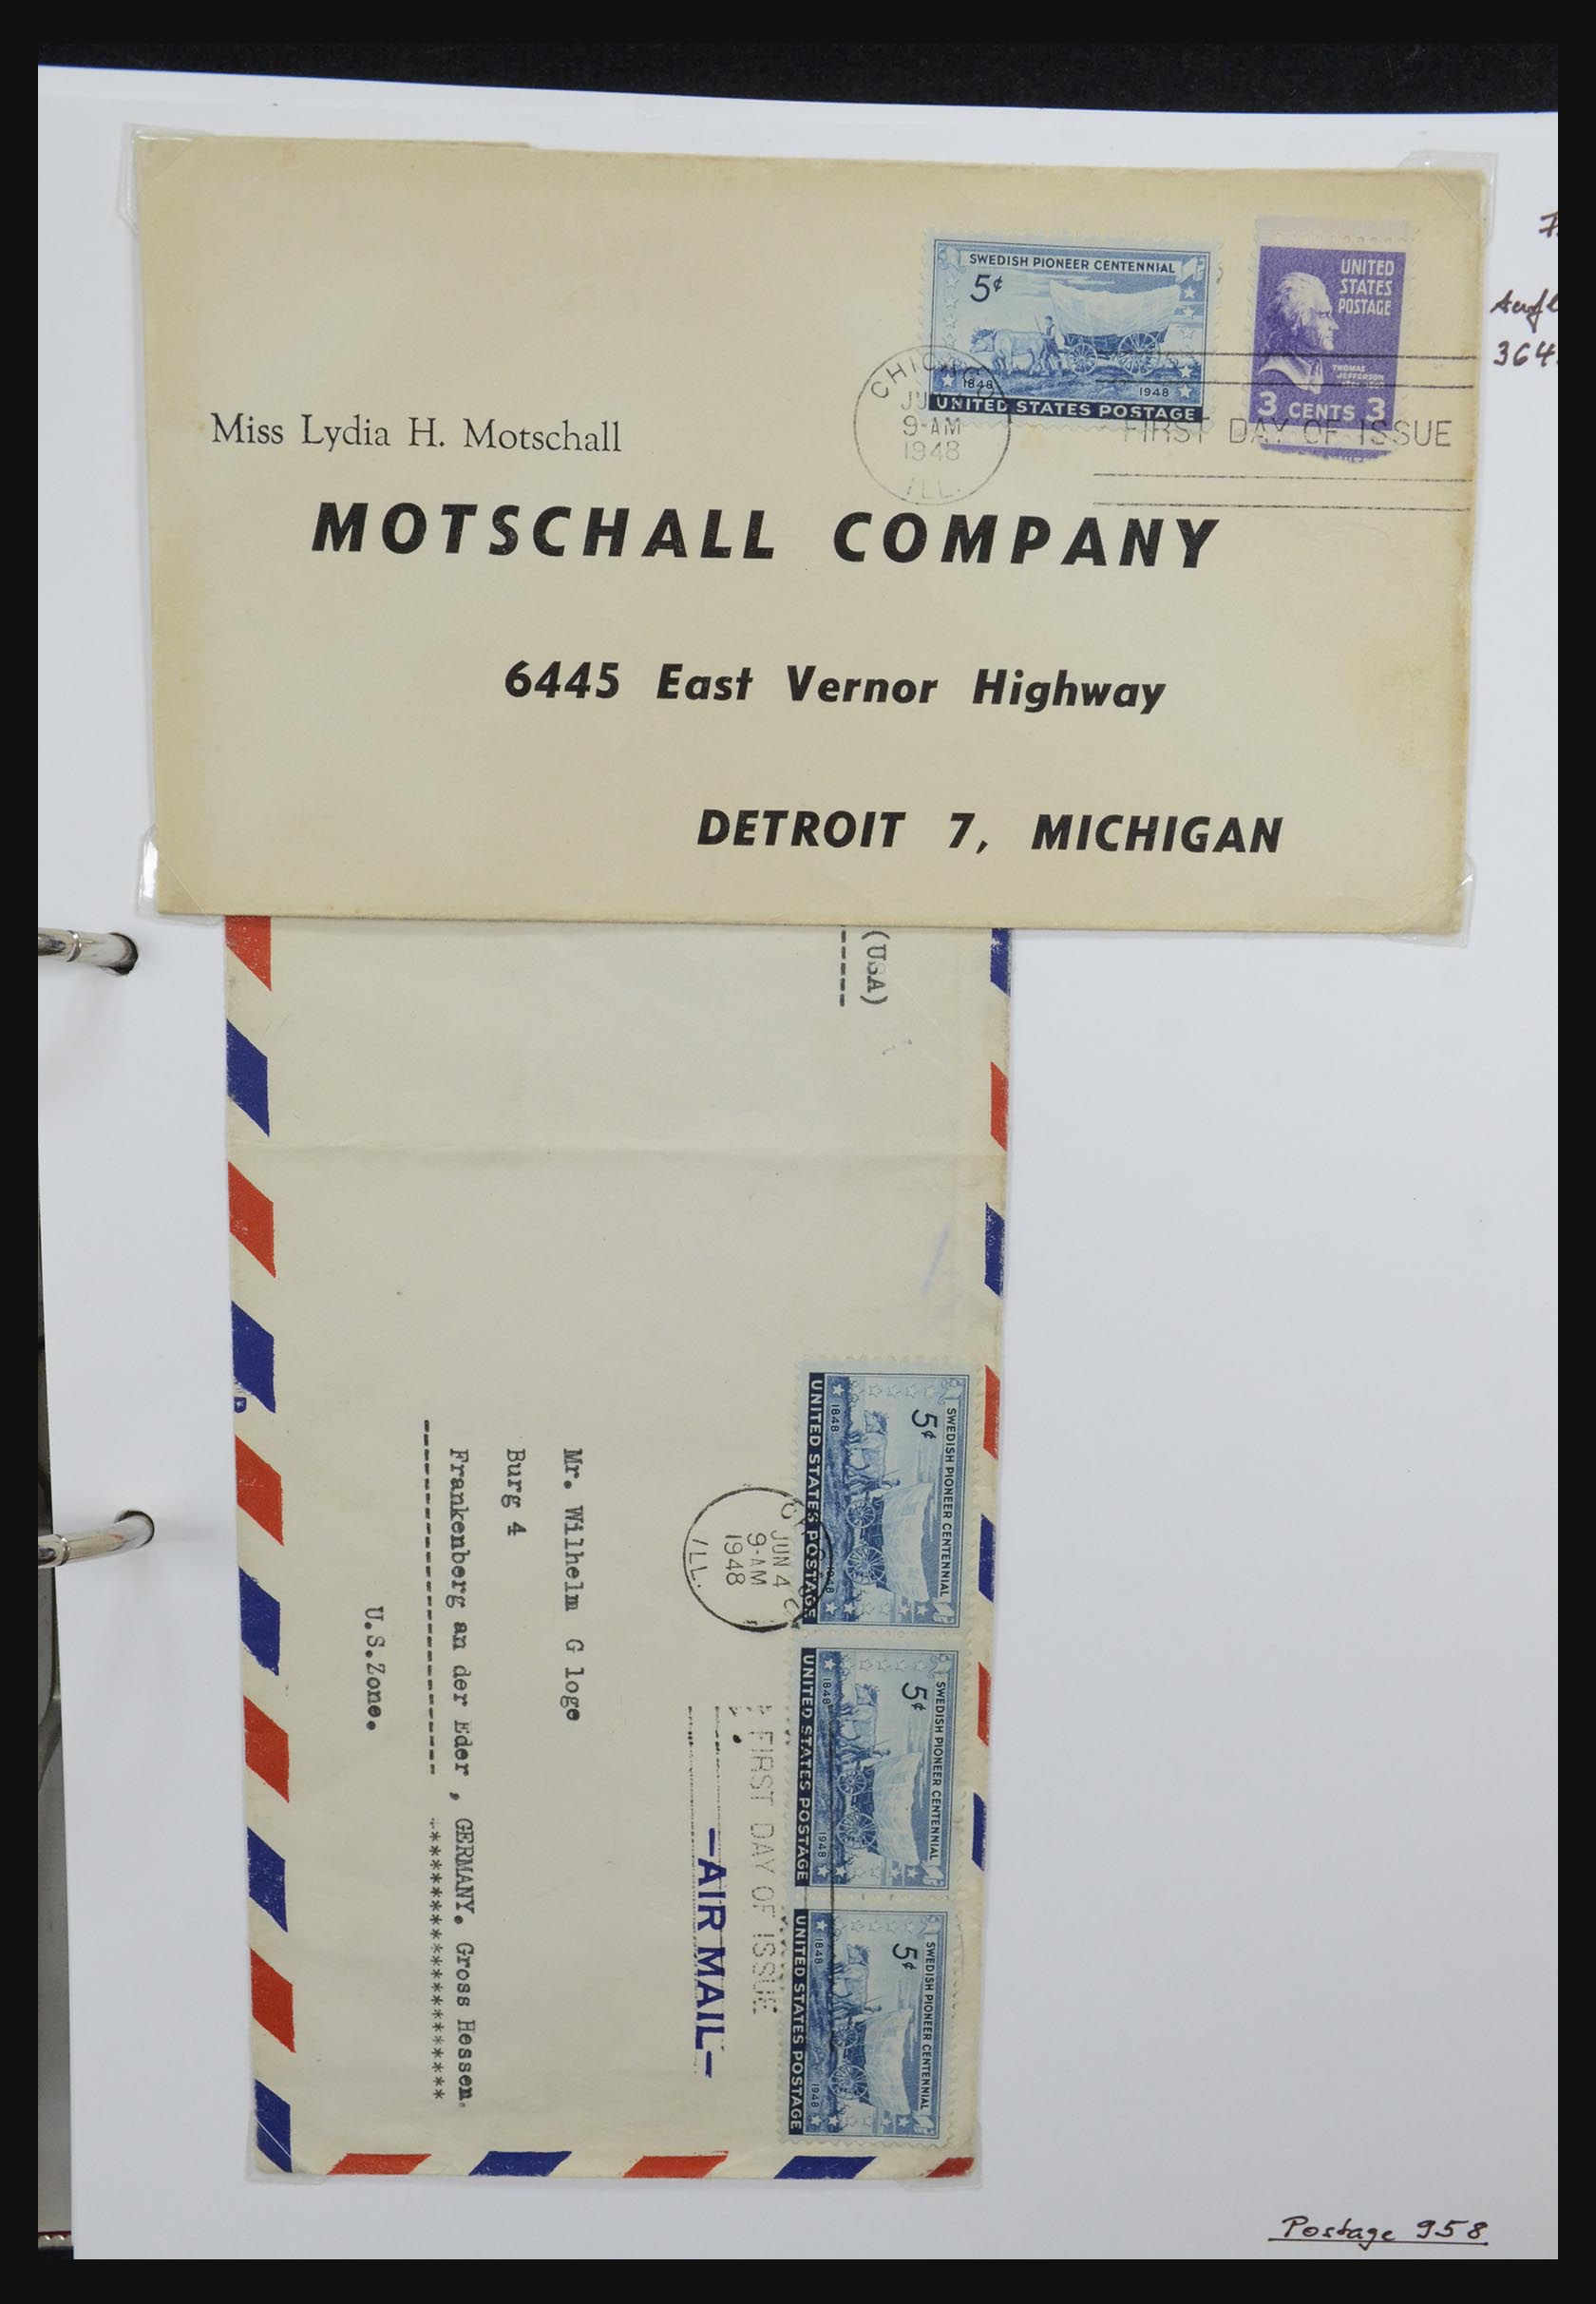 SWEDISH PIONEER CENTENNIAL
5¢
1848
1948
UNITED STATES POSTAGE
UNITED
STATES
POSTAGE
THOMAS
JEFFERSON
3 CENTS 3
364
CHICAGO
9-AM
1948
ILL.
FIRST DAY OF ISSUE
Miss Lydia H. Motschall
MOTSCHALL COMPANY
6445 East Vernor Highway
DETROIT 7, MICHIGAN
(USA)
SWEDISH PIONEER CENTENNIAL
5¢
1848
1948
UNITED STATES POSTAGE
SWEDISH PIONEER CENTENNIAL
5¢
1848
1948
UNITED STATES POSTAGE
SWEDISH PIONEER CENTENNIAL
5¢
1848
1948
UNITED STATES POSTAGE
JUN 4
9-AM
1948
ILL.
FIRST DAY OF ISSUE
-AIR MAIL-
Mr. Wilhelm G loge
Burg 4
Frankenberg an der Eder , GERMANY. Gross Hessen.
U.S.Zone.
Postage 958